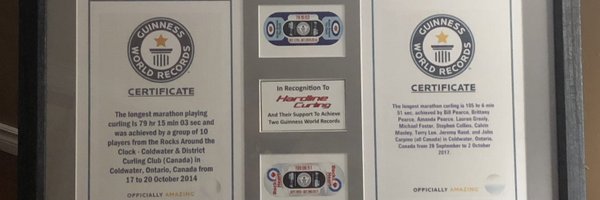 GUINNESS
WORLD RECORDS
CERTIFICATE
The longest marathon playing
curling is 79 hr 15 min 03 sec and
was achieved by a group of 10
players from the Rocks Around the
Clock - Coldwater & District
Curling Club (Canada) in
Coldwater, Ontario, Canada from
17 to 20 October 2014
OFFICIALLY AMAZING
79:15:03
In Recognition To
Hardline
Curling
And Their Support To Achieve
Two Guinness World Records
GUINNESS
WORLD RECORDS
CERTIFICATE
The longest marathon curling is 105 hr 6 min
51 sec, achieved by Bill Pearce, Brittany
Pearce, Amanda Pearce, Lauren
Michael Foster, Stephen Collins, Calvin
Terry Lee, Jeremy and John
(all Canada) in Coldwater, Ontario,
Canada from 28 September to 2 October
2017.
OFFICIALLY AMAZING